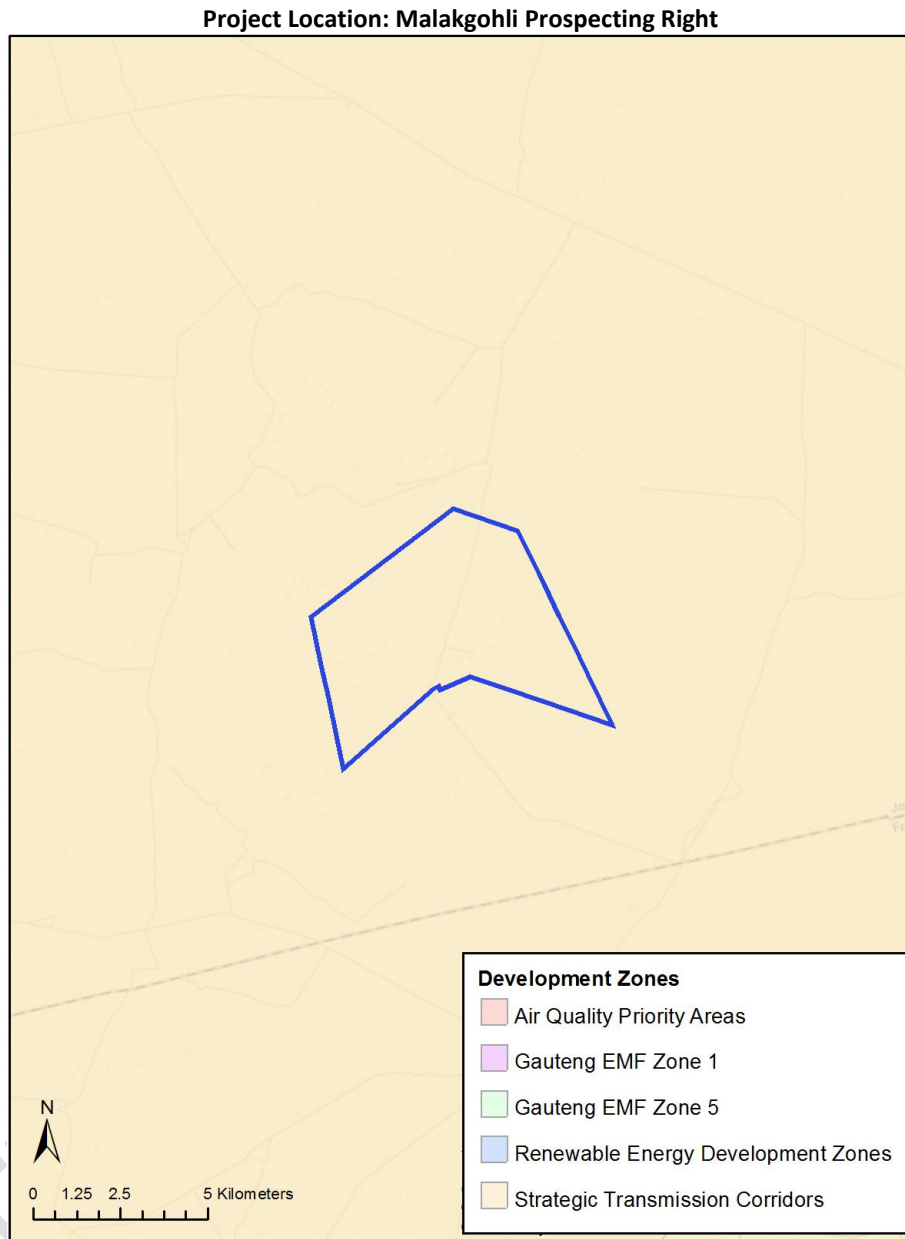 Project Location: Malakgohli Prospecting Right
Development Zones
Air Quality Priority Areas
Gauteng EMF Zone 1
Gauteng EMF Zone 5
Renewable Energy Development Zones
Strategic Transmission Corridors
N
0 1.25 2.5 5 Kilometers